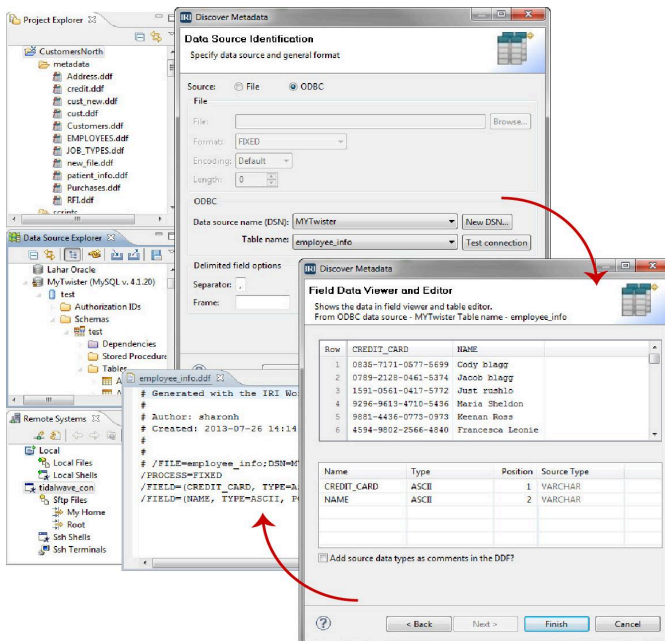 Project Explorer
CustomersNorth
metadata
Address.ddf
credit.ddf
cust_new.ddf
cust.ddf
Customers.ddf
EMPLOYEES.ddf
JOB_TYPES.ddf
new_file.ddf
patient_info.ddf
Purchases.ddf
RFI.ddf
scripts
Data Source Explorer
Lahar Oracle
MyTwister (MySQL v. 4.1.20)
test
Authorization IDs
Schemas
test
Dependencies
Stored Procedure
Tables
Remote Systems
Local
Local Files
Local Shells
tidalwave_con
Sftp Files
My Home
Root
Ssh Shells
Ssh Terminals
IRI Discover Metadata
Data Source Identification
Specify data source and general format
Source: File ODBC
File
File: Browse...
Format: FIXED
Encoding: Default
Length: 0
ODBC
Data source name (DSN): MYTwister New DSN...
Table name: employee_info Test connection
Delimited field options
Separator: ,
Frame:
employee_info.ddf
# Generated with the IRI Wo
#
# Author: sharonh
# Created: 2013-07-26 14:14
#
#
# /FILE=employee_info;DSN=M
/PROCESS=FIXED
/FIELD=(CREDIT_CARD, TYPE=A
/FIELD=(NAME, TYPE=ASCII, P
IRI Discover Metadata
Field Data Viewer and Editor
Shows the data in field viewer and table editor.
From ODBC data source - MYTwister Table name - employee_info
Row CREDIT_CARD NAME
1 0835-7171-0577-5699 Cody blagg
2 0789-2128-0461-5374 Jacob blagg
3 1591-0561-0417-5772 Just rushlo
4 9296-9613-4710-5436 Maria Sheldon
5 9881-4436-0773-0973 Keenan Ross
6 4594-9802-2566-4840 Francesca Leonie
Name Type Position Source Type
CREDIT_CARD ASCII 1 VARCHAR
NAME ASCII 2 VARCHAR
Add source data types as comments in the DDF?
? < Back Next > Finish Cancel